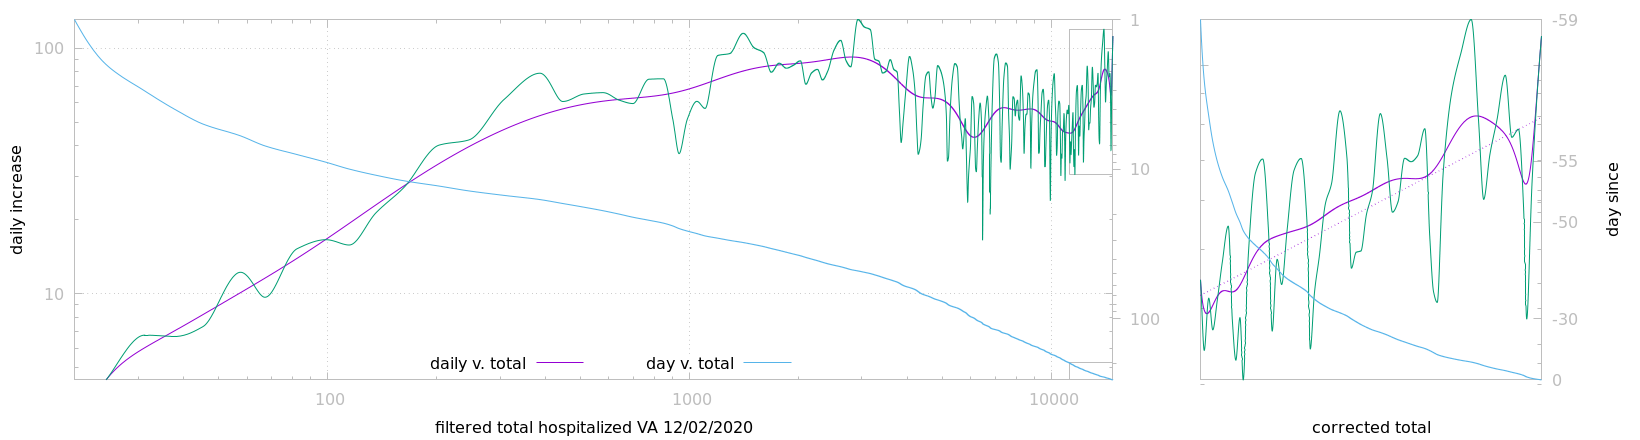 100
10
daily increase
1
10
100
daily v. total
day v. total
100
1000
10000
filtered total hospitalized VA 12/02/2020
-59
-55
-50
-30
0
day since
corrected total